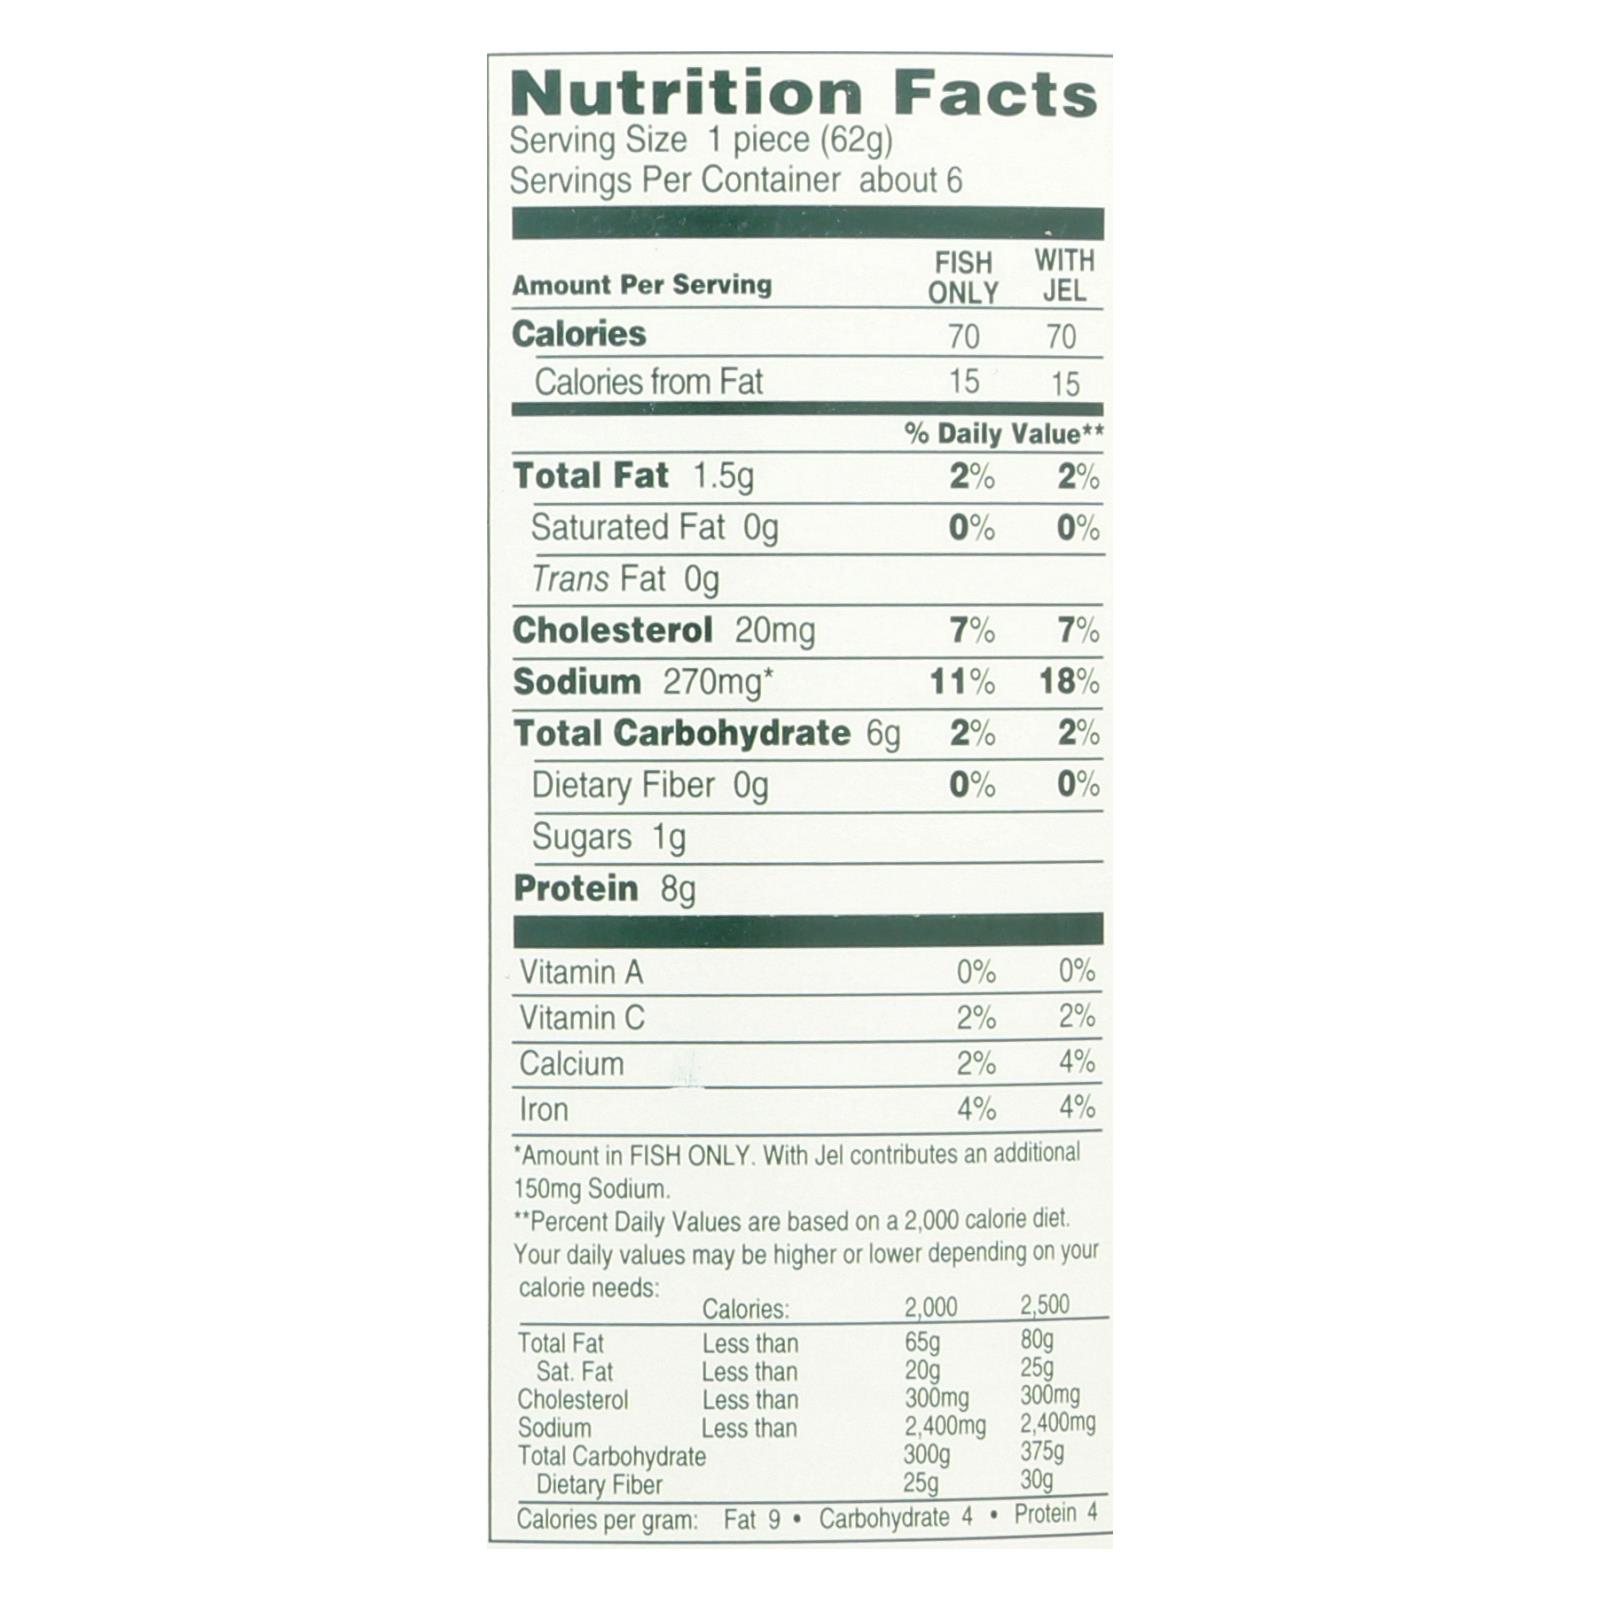 Nutrition Facts
Serving Size 1 piece (62g)
Servings Per Container about 6
FISH WITH
Amount Per Serving ONLY JEL
Calories 70 70
Calories from Fat 15 15
% Daily Value**
Total Fat 1.5g 2% 2%
Saturated Fat 0g 0% 0%
Trans Fat 0g
Cholesterol 20mg 7% 7%
Sodium 270mg* 11% 18%
Total Carbohydrate 6g 2% 2%
Dietary Fiber 0g 0% 0%
Sugars 1g
Protein 8g
Vitamin A 0% 0%
Vitamin C 2% 2%
Calcium 2% 4%
Iron 4% 4%
*Amount in FISH ONLY. With Jel contributes an additional
150mg Sodium.
**Percent Daily Values are based on a 2,000 calorie diet.
Your daily values may be higher or lower depending on your
calorie needs:
Calories: 2,000 2,500
Total Fat Less than 65g 80g
Sat. Fat Less than 20g 25g
Cholesterol Less than 300mg 300mg
Sodium Less than 2,400mg 2,400mg
Total Carbohydrate 300g 375g
Dietary Fiber 25g 30g
Calories per gram: Fat 9 • Carbohydrate 4 • Protein 4